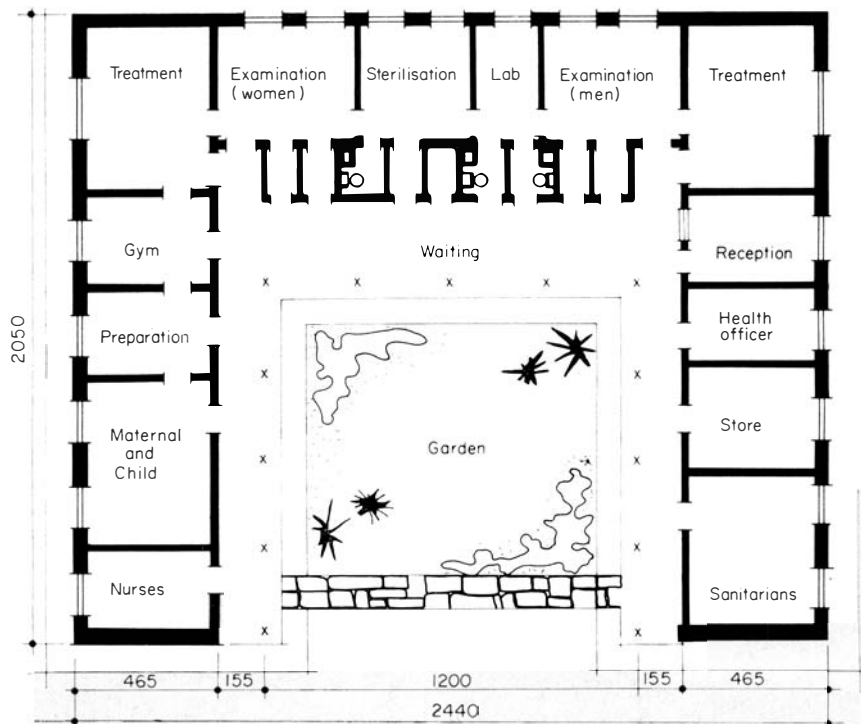 Treatment
Examination
(women)
Sterilisation
Lab
Examination
(men)
Treatment
Gym
Waiting
Reception
Preparation
Health
officer
Maternal
and
Child
Garden
Store
Nurses
Sanitarians
2050
465
155
1200
155
465
2440
x x x x x
x x
x x x
x x
x x